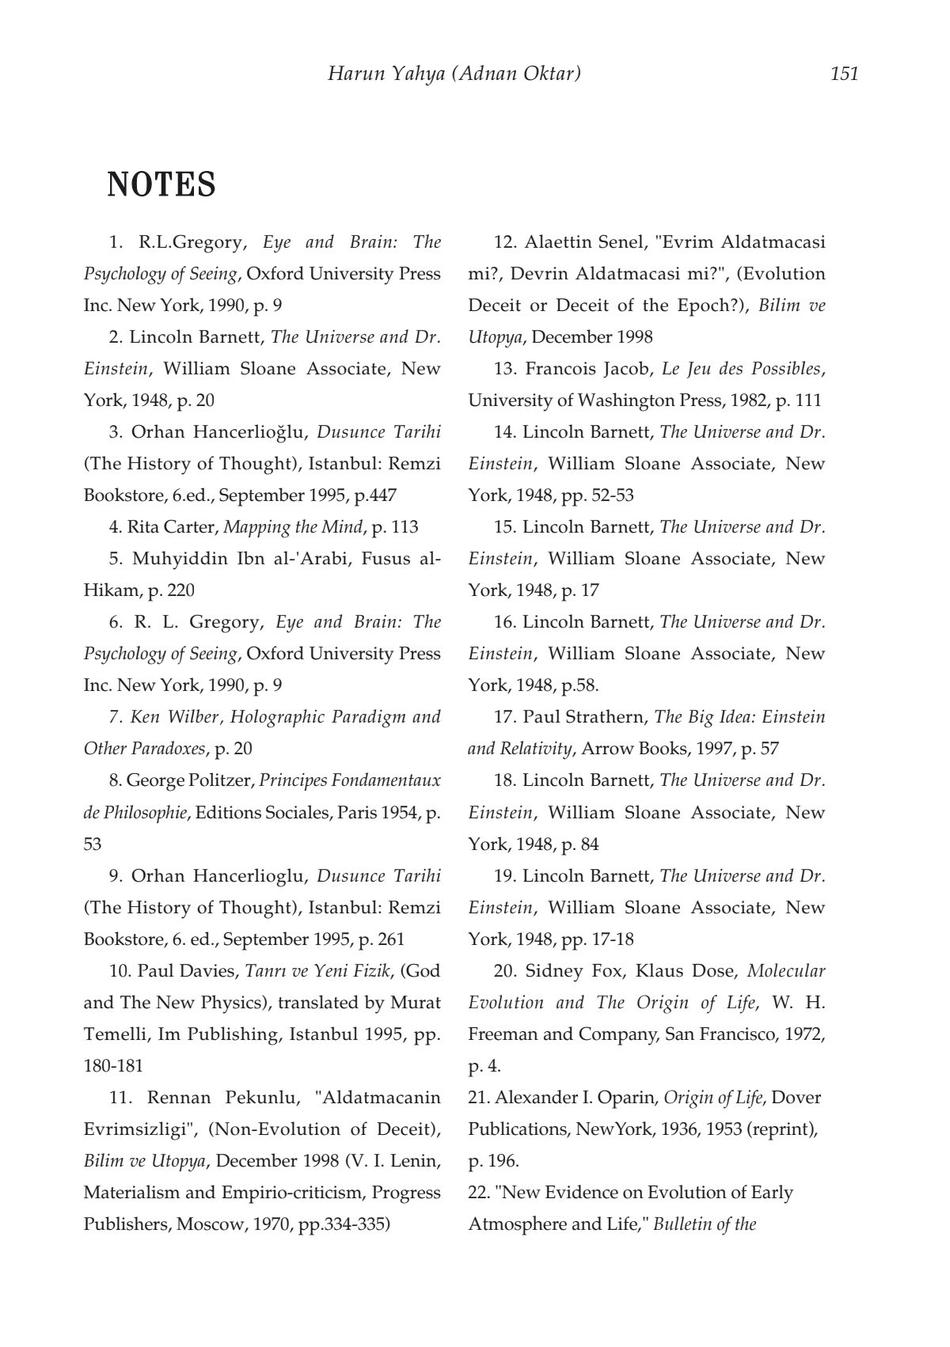 Harun Yahya (Adnan Oktar)
151
NOTES
1. R.L.Gregory, Eye and Brain: The
Psychology of Seeing, Oxford University Press
Inc. New York, 1990, p. 9
2. Lincoln Barnett, The Universe and Dr.
Einstein, William Sloane Associate, New
York, 1948, p. 20
3. Orhan Hancerlioğlu, Dusunce Tarihi
(The History of Thought), Istanbul: Remzi
Bookstore, 6.ed., September 1995, p.447
4. Rita Carter, Mapping the Mind, p. 113
5. Muhyiddin Ibn al-'Arabi, Fusus al-
Hikam, p. 220
6. R. L. Gregory, Eye and Brain: The
Psychology of Seeing, Oxford University Press
Inc. New York, 1990, p. 9
7. Ken Wilber, Holographic Paradigm and
Other Paradoxes, p. 20
8. George Politzer, Principes Fondamentaux
de Philosophie, Editions Sociales, Paris 1954, p.
53
9. Orhan Hancerlioglu, Dusunce Tarihi
(The History of Thought), Istanbul: Remzi
Bookstore, 6. ed., September 1995, p. 261
10. Paul Davies, Tanrı ve Yeni Fizik, (God
and The New Physics), translated by Murat
Temelli, Im Publishing, Istanbul 1995, pp.
180-181
11. Rennan Pekunlu, "Aldatmacanin
Evrimsizligi", (Non-Evolution of Deceit),
Bilim ve Utopya, December 1998 (V. I. Lenin,
Materialism and Empirio-criticism, Progress
Publishers, Moscow, 1970, pp.334-335)
12. Alaettin Senel, "Evrim Aldatmacasi
mi?, Devrin Aldatmacasi mi?", (Evolution
Deceit or Deceit of the Epoch?), Bilim ve
Utopya, December 1998
13. Francois Jacob, Le Jeu des Possibles,
University of Washington Press, 1982, p. 111
14. Lincoln Barnett, The Universe and Dr.
Einstein, William Sloane Associate, New
York, 1948, pp. 52-53
15. Lincoln Barnett, The Universe and Dr.
Einstein, William Sloane Associate, New
York, 1948, p. 17
16. Lincoln Barnett, The Universe and Dr.
Einstein, William Sloane Associate, New
York, 1948, p.58.
17. Paul Strathern, The Big Idea: Einstein
and Relativity, Arrow Books, 1997, p. 57
18. Lincoln Barnett, The Universe and Dr.
Einstein, William Sloane Associate, New
York, 1948, p. 84
19. Lincoln Barnett, The Universe and Dr.
Einstein, William Sloane Associate, New
York, 1948, pp. 17-18
20. Sidney Fox, Klaus Dose, Molecular
Evolution and The Origin of Life, W. H.
Freeman and Company, San Francisco, 1972,
p. 4.
21. Alexander I. Oparin, Origin of Life, Dover
Publications, NewYork, 1936, 1953 (reprint),
p. 196.
22. "New Evidence on Evolution of Early
Atmosphere and Life," Bulletin of the